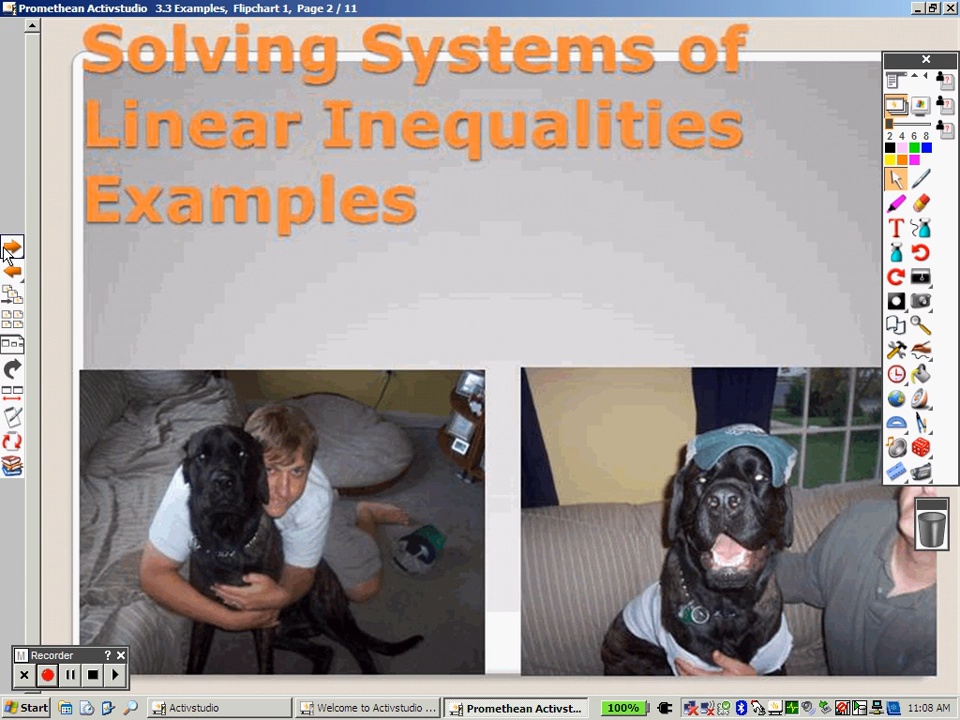 Promethean Activstudio 3.3 Examples, Flipchart 1, Page 2 / 11
Solving Systems of
Linear Inequalities
Examples
2 4 6 8
Recorder
Start
Activstudio
Welcome to Activstudio ...
Promethean Activst...
100%
11:08 AM